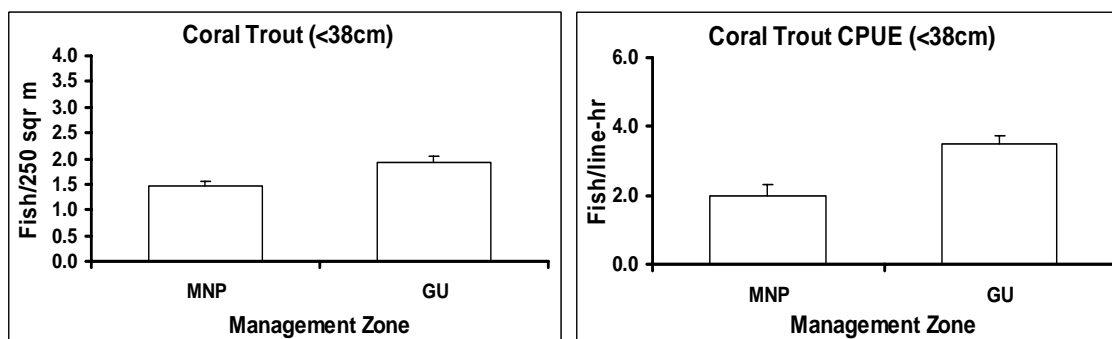 Coral Trout (<38cm)
Fish/250 sqr m
4.0
3.5
3.0
2.5
2.0
1.5
1.0
0.5
0.0
MNP GU
Management Zone
Coral Trout CPUE (<38cm)
Fish/line-hr
6.0
4.0
2.0
0.0
MNP GU
Management Zone